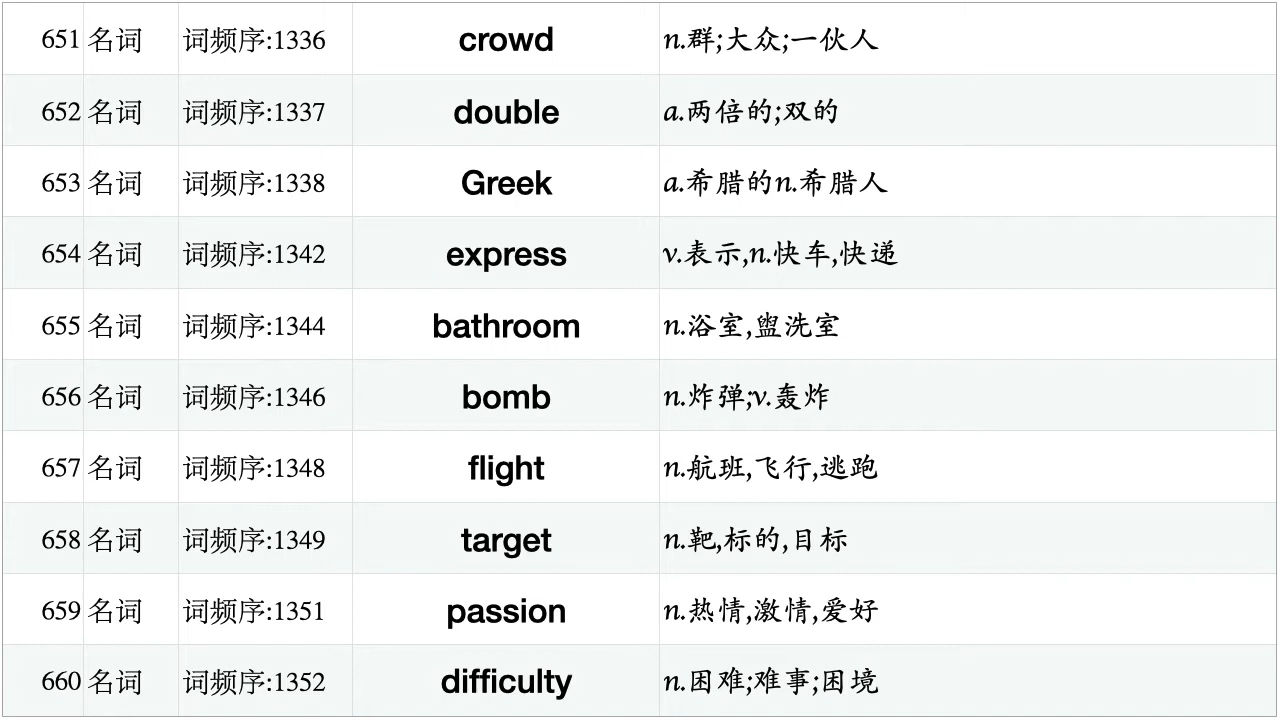 651 名词 词频序:1336 crowd n.群;大众;一伙人
652 名词 词频序:1337 double a.两倍的;双的
653 名词 词频序:1338 Greek a.希腊的n.希腊人
654 名词 词频序:1342 express v.表示,n.快车,快递
655 名词 词频序:1344 bathroom n.浴室,盥洗室
656 名词 词频序:1346 bomb n.炸弹;v.轰炸
657 名词 词频序:1348 flight n.航班,飞行,逃跑
658 名词 词频序:1349 target n.靶,标的,目标
659 名词 词频序:1351 passion n.热情,激情,爱好
660 名词 词频序:1352 difficulty n.困难;难事;困境